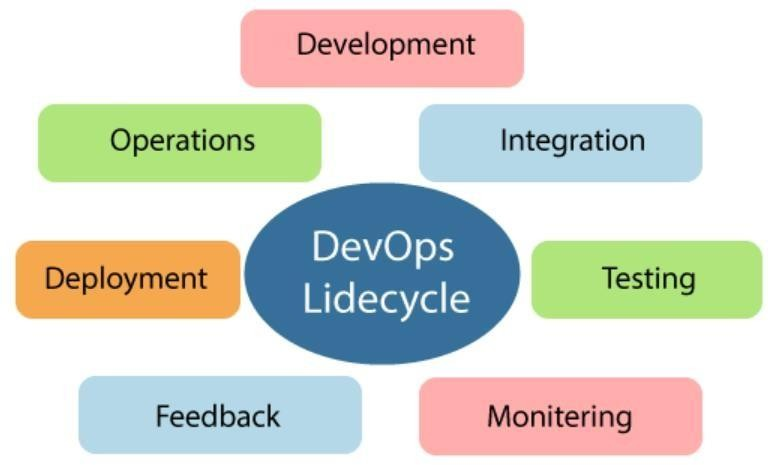 Development
Operations
Integration
DevOps
Lidecycle
Deployment
Testing
Feedback
Monitering